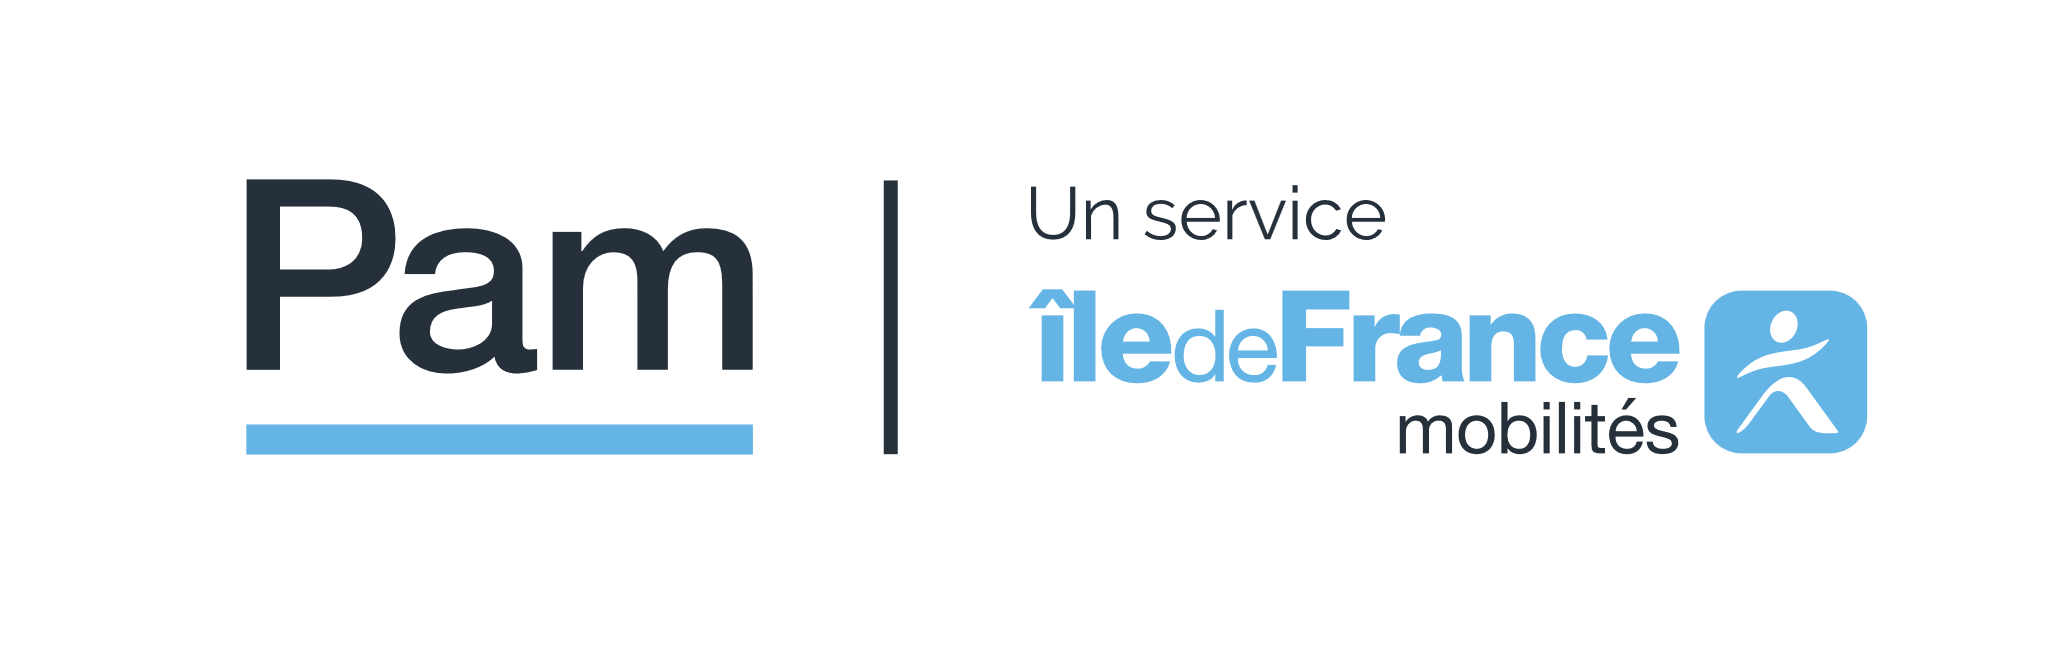 Pam
Un service
îledeFrance
mobilités